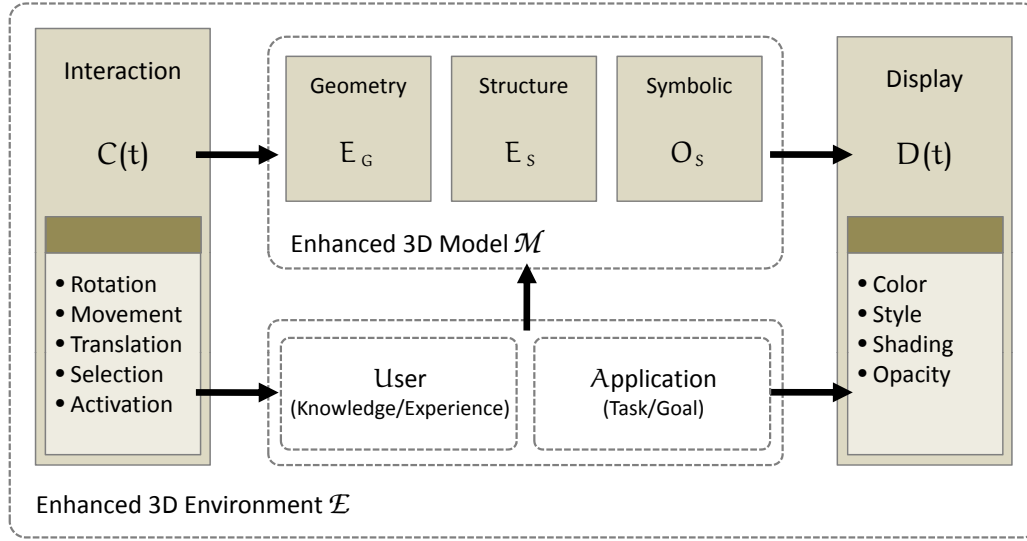 Interaction
C(t)
• Rotation
• Movement
• Translation
• Selection
• Activation
Geometry
E G
Structure
E S
Symbolic
O S
Enhanced 3D Model ℳ
User
(Knowledge/Experience)
Application
(Task/Goal)
Display
D(t)
• Color
• Style
• Shading
• Opacity
Enhanced 3D Environment ℰ